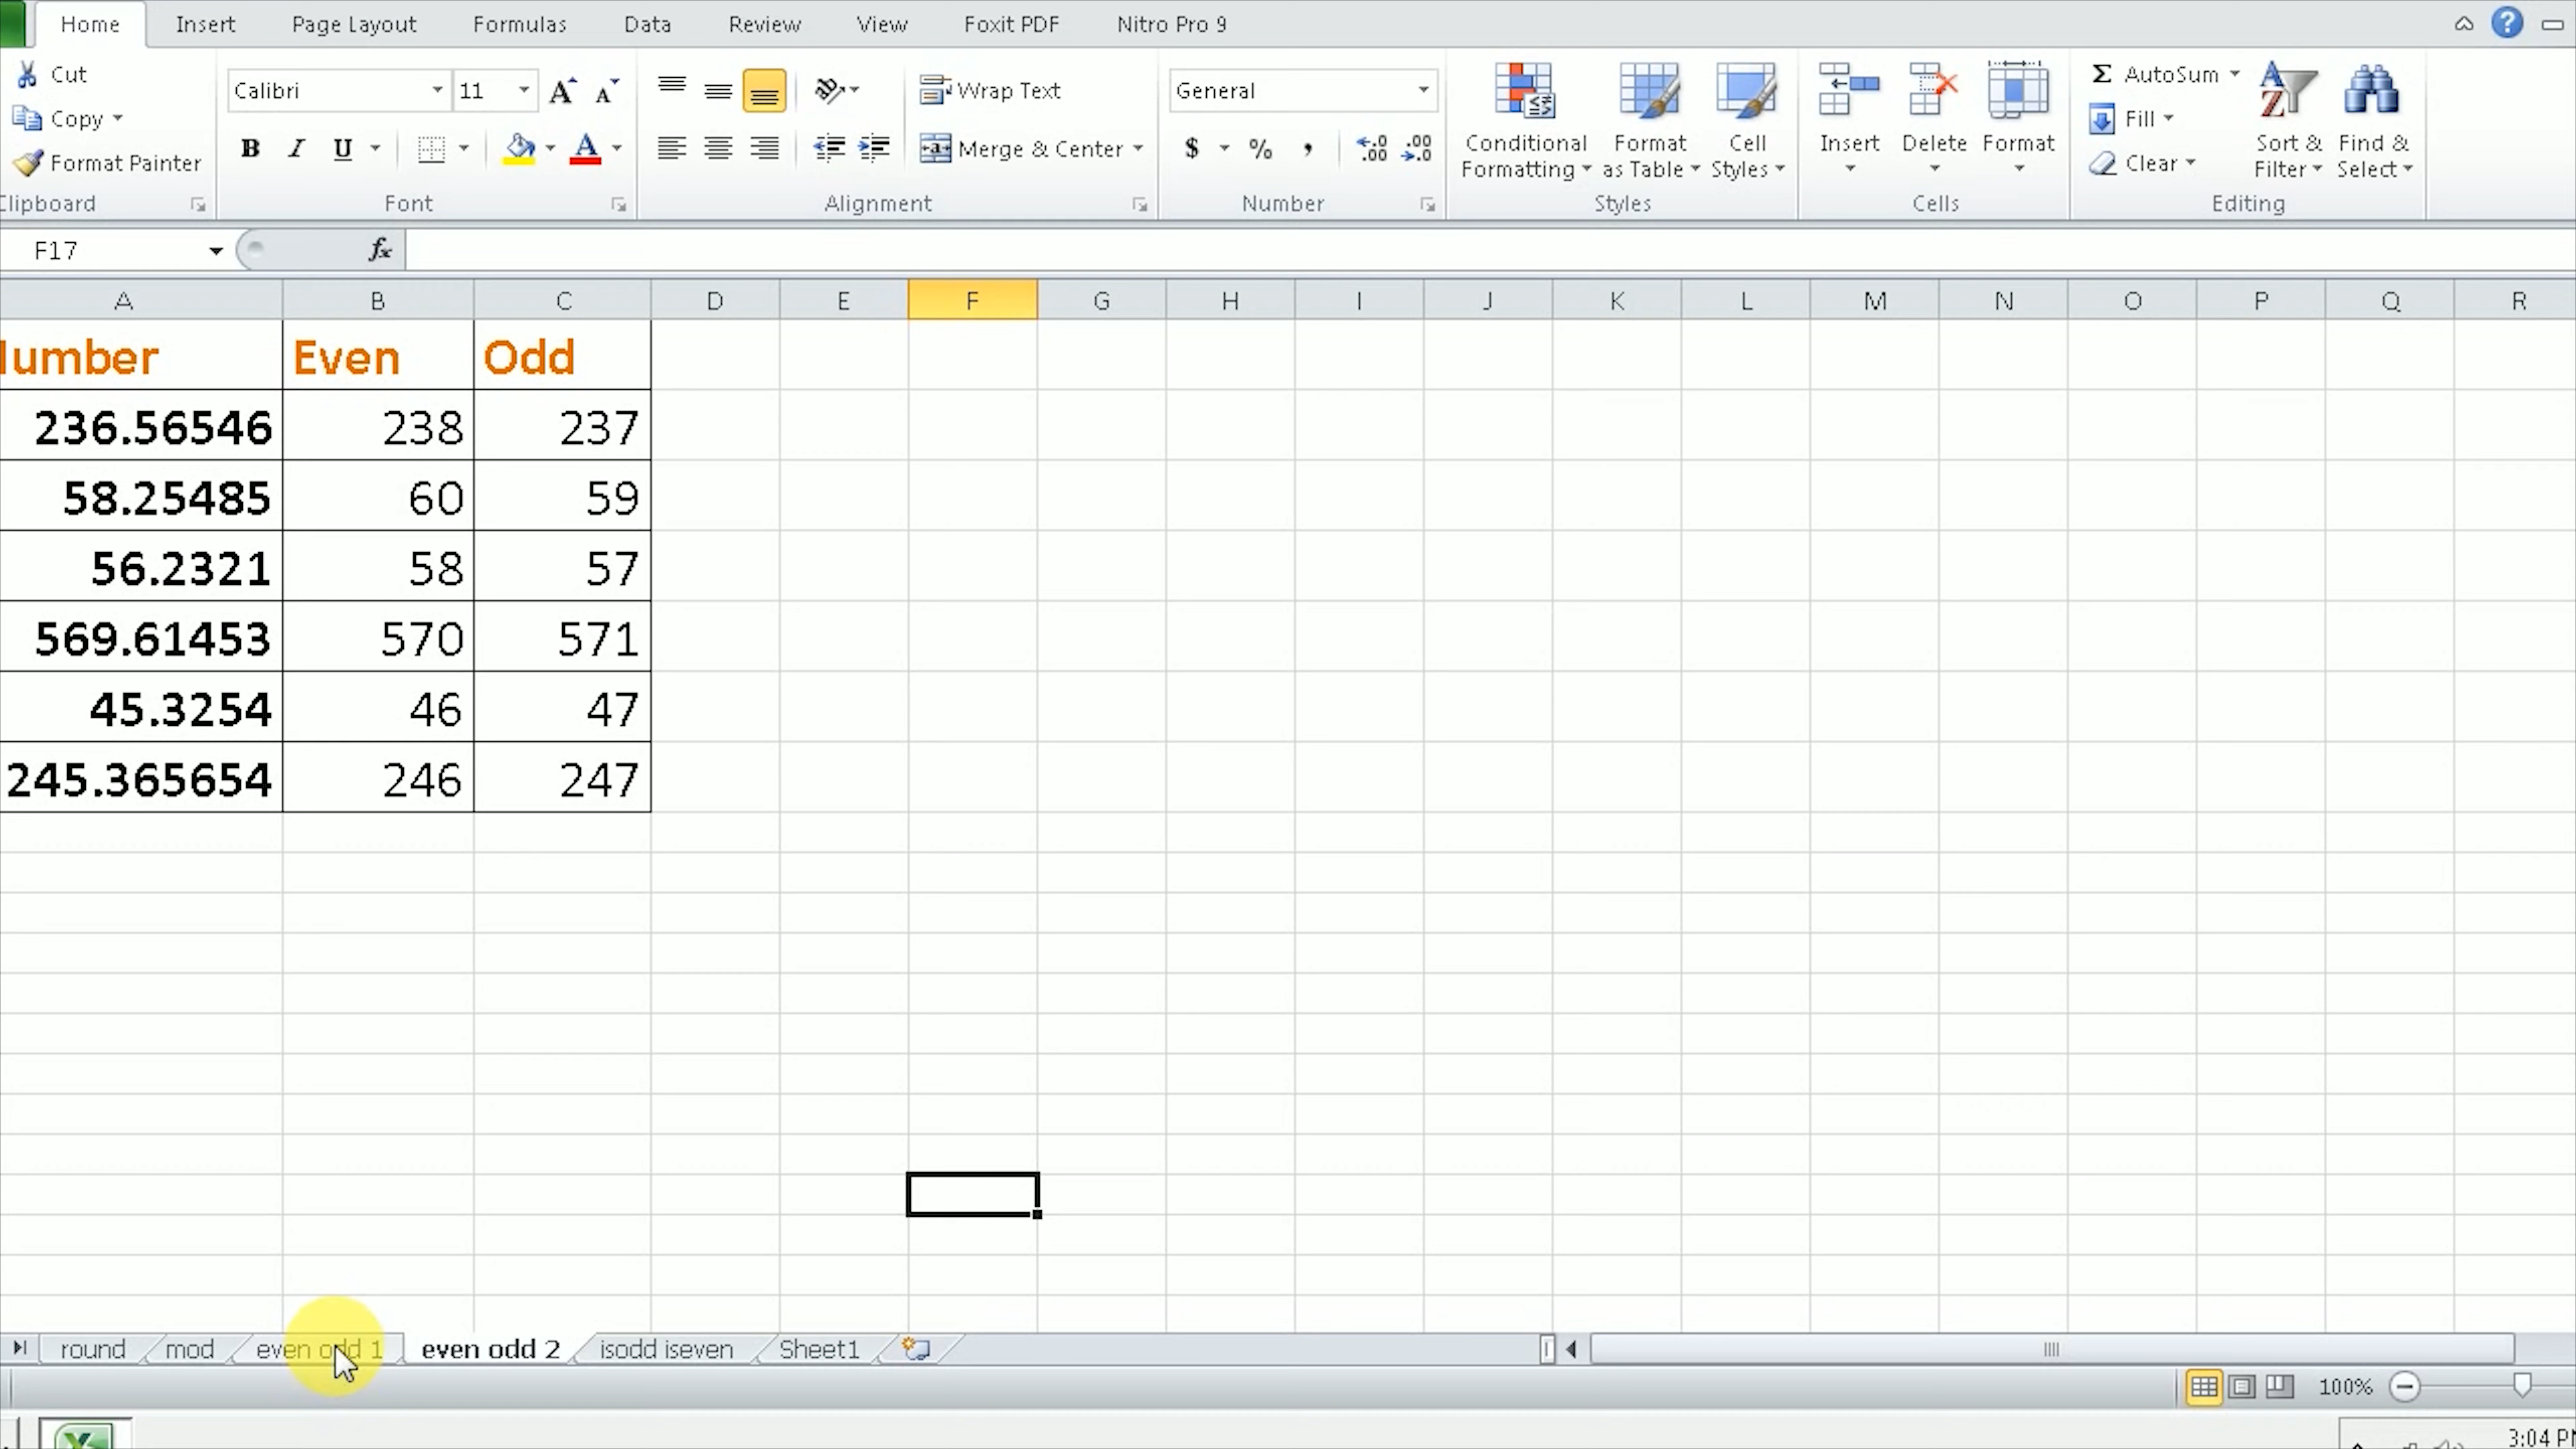 Home Insert Page Layout Formulas Data Review View Foxit PDF Nitro Pro 9
Cut
Copy
Format Painter
Clipboard
Calibri 11
B I U
Font
Wrap Text
Merge & Center
Alignment
General
$ % ,
Number
Conditional Formatting
Format as Table
Cell Styles
Styles
Insert Delete Format
Cells
Σ AutoSum
Fill
Clear
Sort & Filter
Find & Select
Editing
F17 fx
A B C D E F G H I J K L M N O P Q R
umber Even Odd
236.56546 238 237
58.25485 60 59
56.2321 58 57
569.61453 570 571
45.3254 46 47
245.365654 246 247
round mod even odd 1 even odd 2 isodd iseven Sheet1
100%
3:04 P